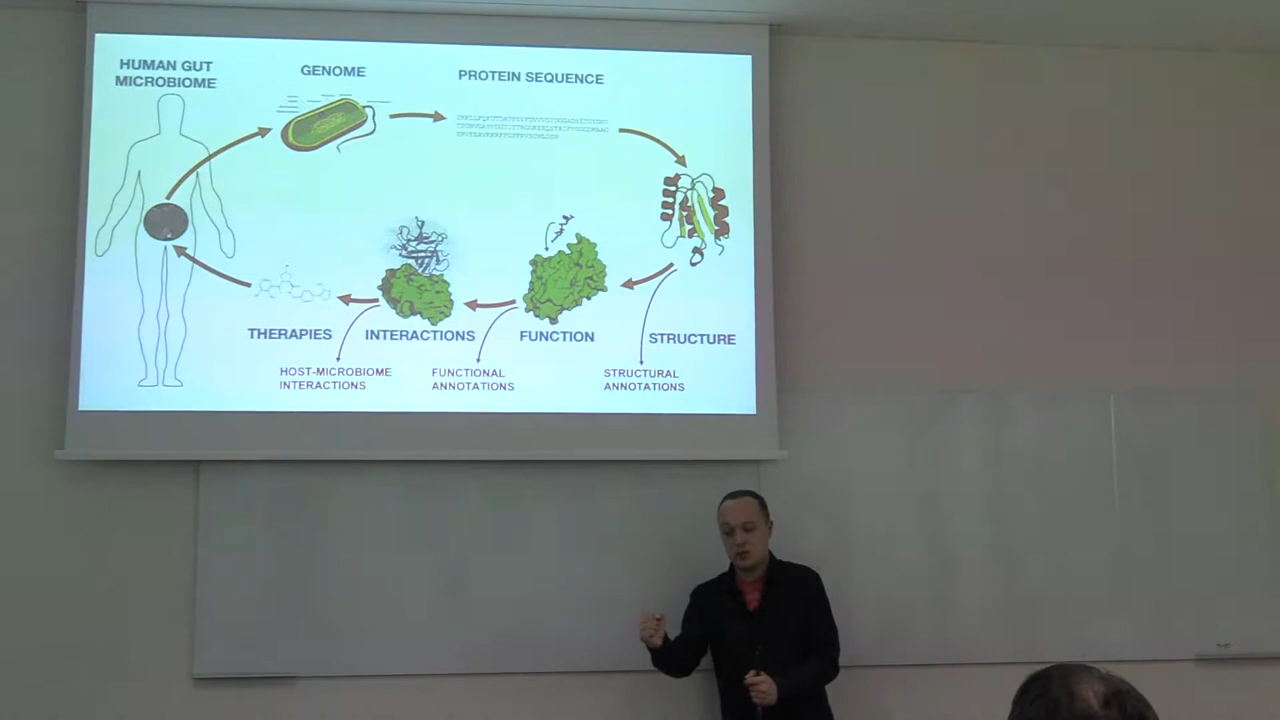 HUMAN GUT
MICROBIOME
GENOME
PROTEIN SEQUENCE
THERAPIES
INTERACTIONS
FUNCTION
STRUCTURE
HOST-MICROBIOME
INTERACTIONS
FUNCTIONAL
ANNOTATIONS
STRUCTURAL
ANNOTATIONS